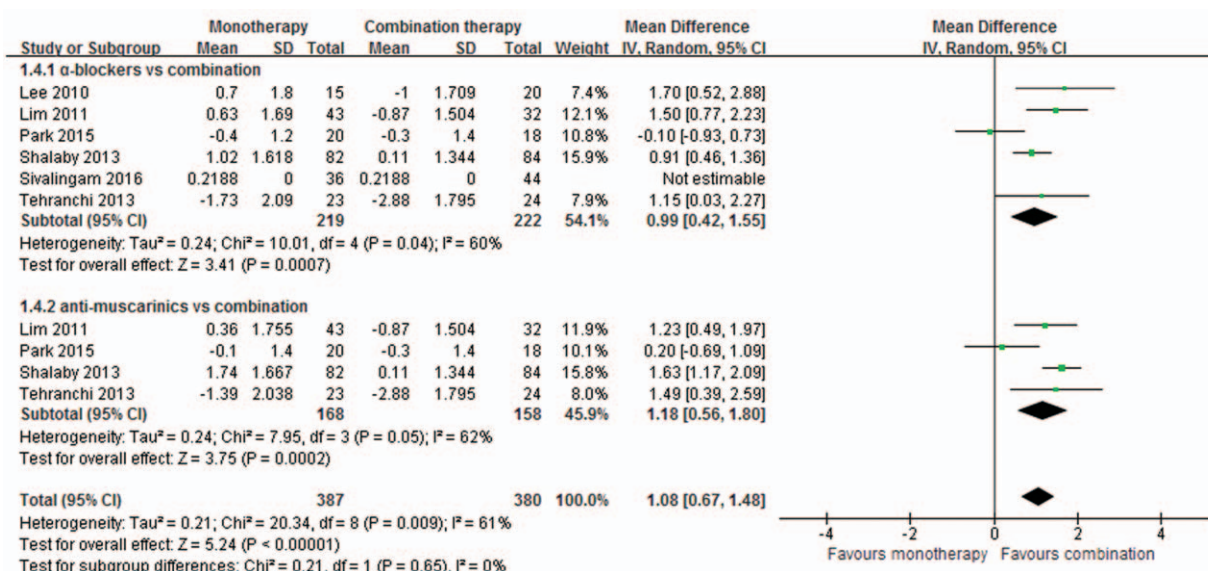 Monotherapy Combination therapy Mean Difference Mean Difference
Study or Subgroup Mean SD Total Mean SD Total Weight IV, Random, 95% CI IV, Random, 95% CI
1.4.1 α-blockers vs combination
Lee 2010 0.7 1.8 15 -1 1.709 20 7.4% 1.70 [0.52, 2.88]
Lim 2011 0.63 1.69 43 -0.87 1.504 32 12.1% 1.50 [0.77, 2.23]
Park 2015 -0.4 1.2 20 -0.3 1.4 18 10.8% -0.10 [-0.93, 0.73]
Shalaby 2013 1.02 1.618 82 0.11 1.344 84 15.9% 0.91 [0.46, 1.36]
Sivalingam 2016 0.2188 0 36 0.2188 0 44 Not estimable
Tehranchi 2013 -1.73 2.09 23 -2.88 1.795 24 7.9% 1.15 [0.03, 2.27]
Subtotal (95% CI) 219 222 54.1% 0.99 [0.42, 1.55]
Heterogeneity: Tau² = 0.24; Chi² = 10.01, df = 4 (P = 0.04); I² = 60%
Test for overall effect: Z = 3.41 (P = 0.0007)
1.4.2 anti-muscarinics vs combination
Lim 2011 0.36 1.755 43 -0.87 1.504 32 11.9% 1.23 [0.49, 1.97]
Park 2015 -0.1 1.4 20 -0.3 1.4 18 10.1% 0.20 [-0.69, 1.09]
Shalaby 2013 1.74 1.667 82 0.11 1.344 84 15.8% 1.63 [1.17, 2.09]
Tehranchi 2013 -1.39 2.038 23 -2.88 1.795 24 8.0% 1.49 [0.39, 2.59]
Subtotal (95% CI) 168 158 45.9% 1.18 [0.56, 1.80]
Heterogeneity: Tau² = 0.24; Chi² = 7.95, df = 3 (P = 0.05); I² = 62%
Test for overall effect: Z = 3.75 (P = 0.0002)
Total (95% CI) 387 380 100.0% 1.08 [0.67, 1.48]
Heterogeneity: Tau² = 0.21; Chi² = 20.34, df = 8 (P = 0.009); I² = 61%
Test for overall effect: Z = 5.24 (P < 0.00001)
Test for subgroup differences: Chi² = 0.21, df = 1 (P = 0.65), I² = 0%
-4 -2 0 2 4
Favours monotherapy Favours combination